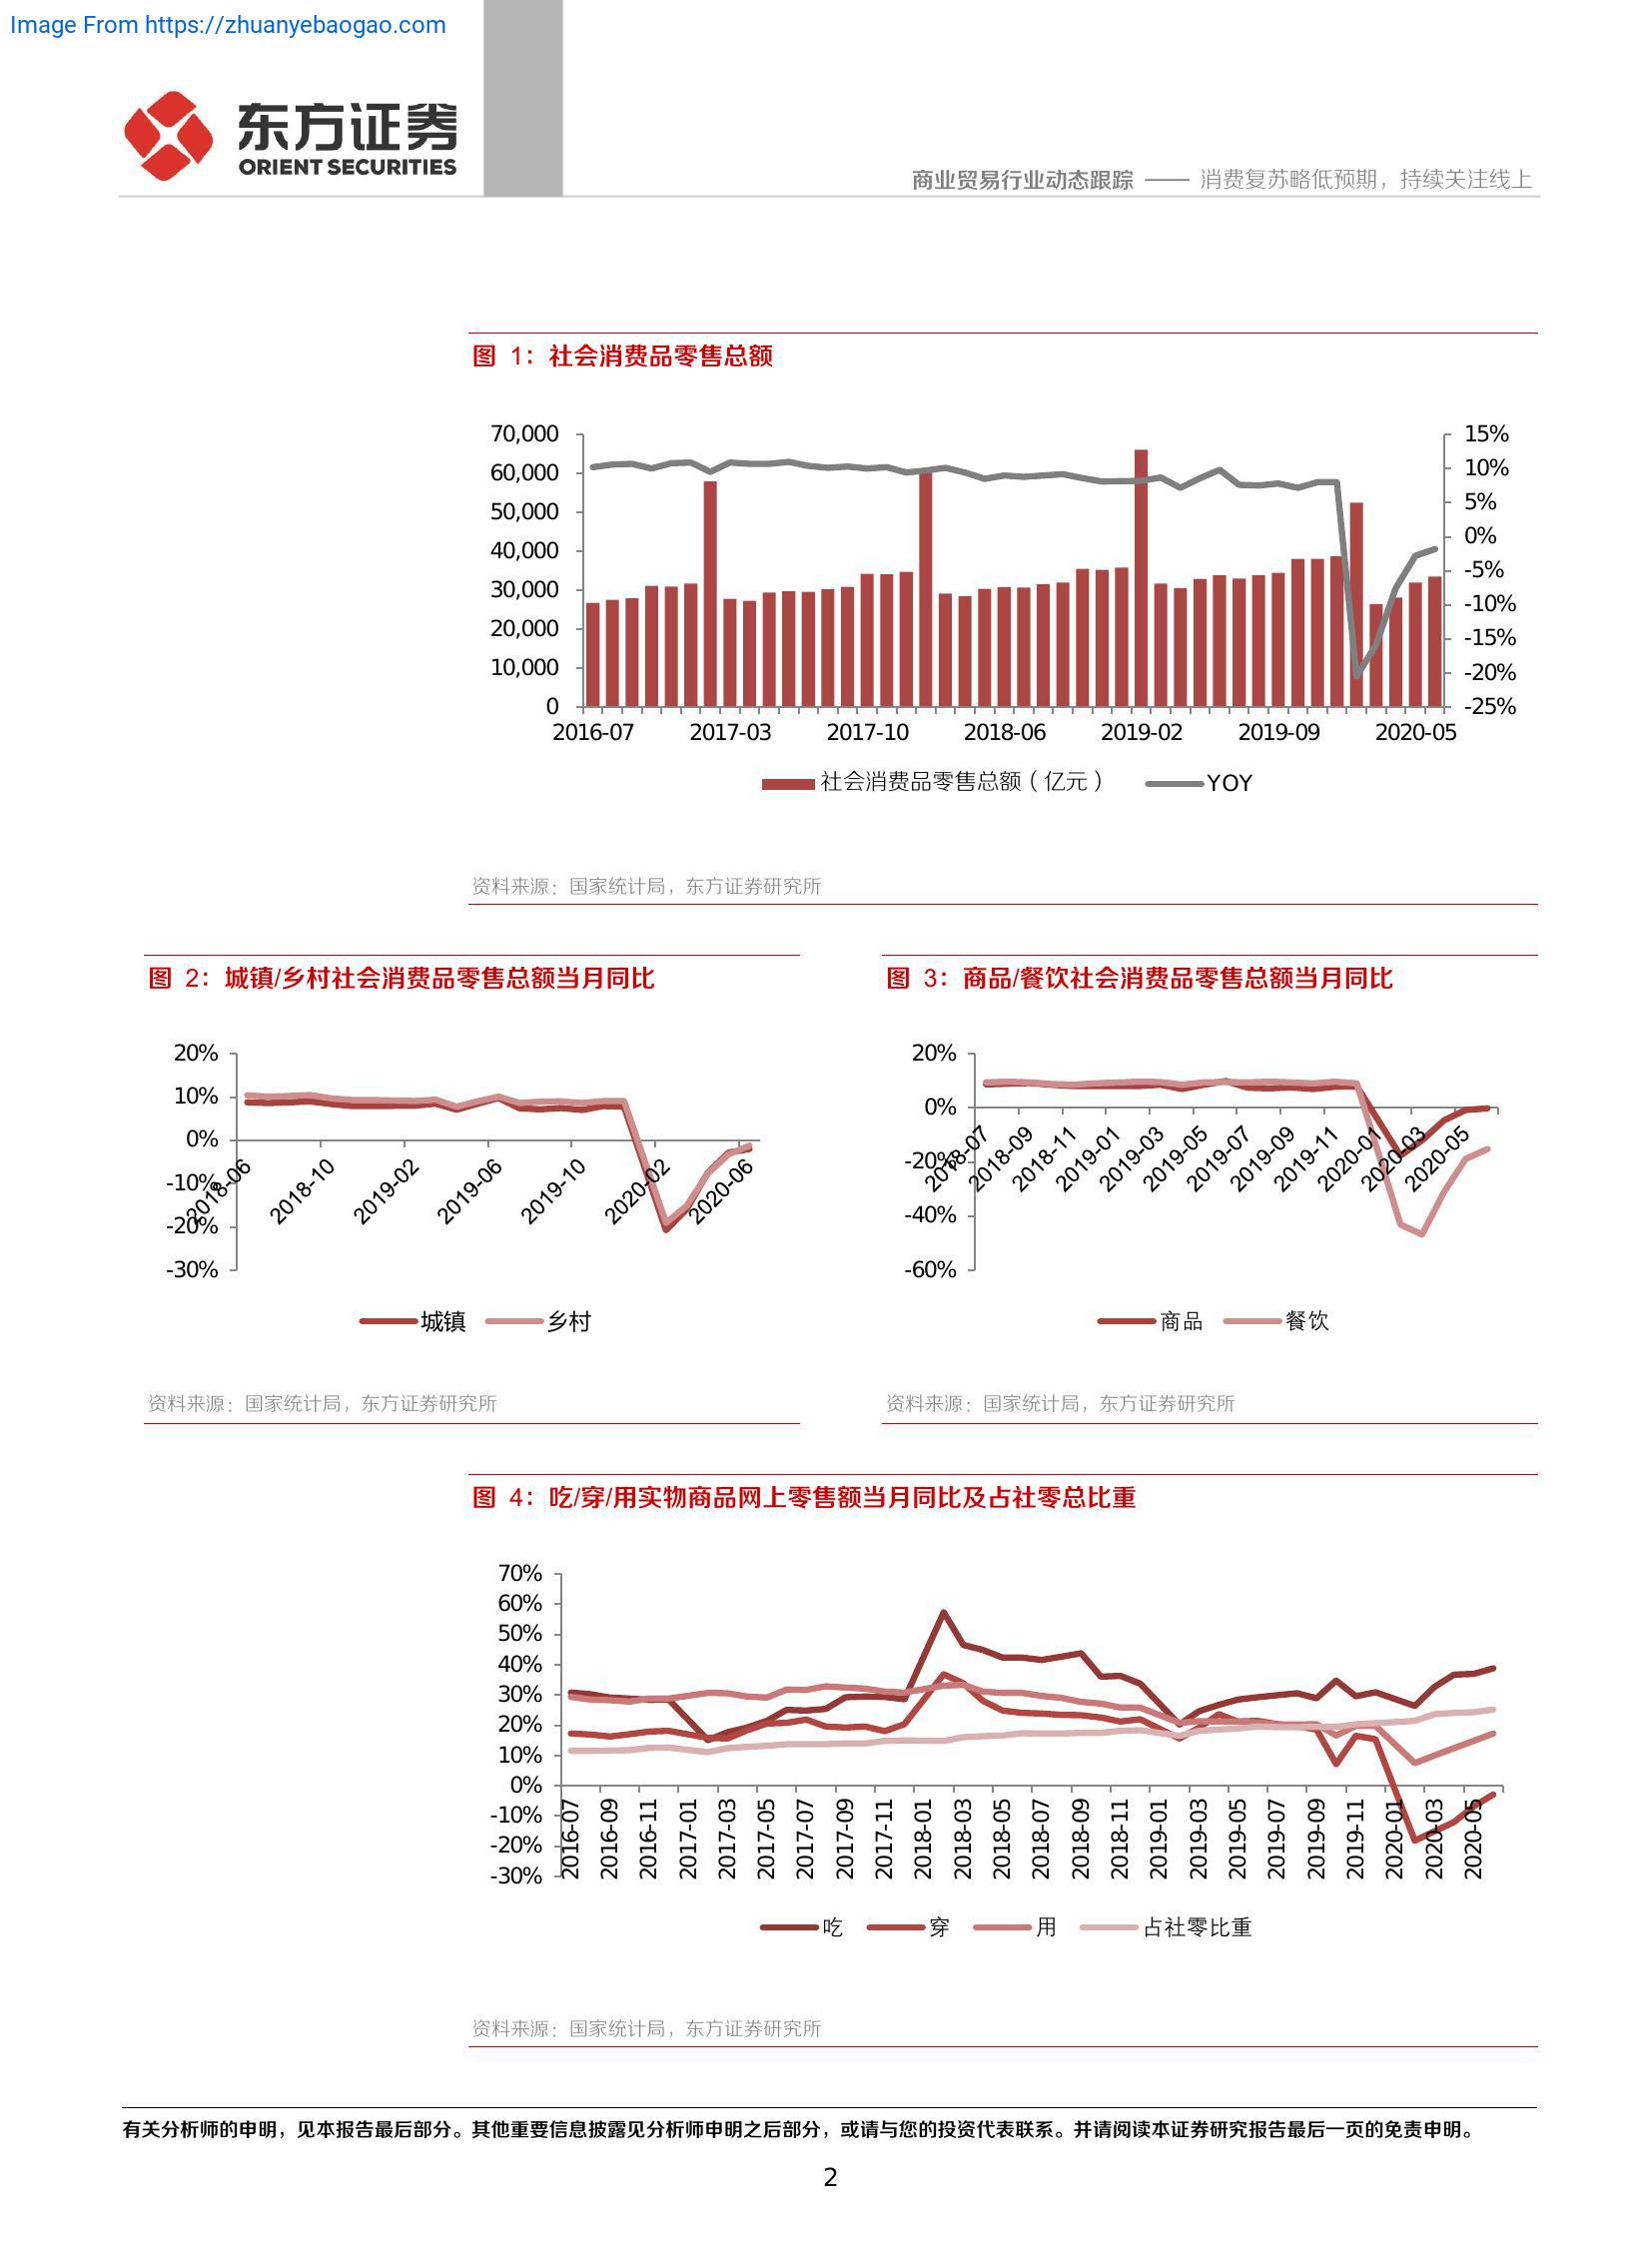 Image From https://zhuanyebaogao.com
东方证券
ORIENT SECURITIES
商业贸易行业动态跟踪 —— 消费复苏略低预期，持续关注线上
图 1：社会消费品零售总额
70,000
60,000
50,000
40,000
30,000
20,000
10,000
0
15%
10%
5%
0%
-5%
-10%
-15%
-20%
-25%
2016-07 2017-03 2017-10 2018-06 2019-02 2019-09 2020-05
社会消费品零售总额（亿元） YOY
资料来源：国家统计局，东方证券研究所
图 2：城镇/乡村社会消费品零售总额当月同比
20%
10%
0%
-10%
-20%
-30%
2018-06 2018-10 2019-02 2019-06 2019-10 2020-02 2020-06
城镇 乡村
资料来源：国家统计局，东方证券研究所
图 3：商品/餐饮社会消费品零售总额当月同比
20%
0%
-20%
-40%
-60%
2018-07 2018-09 2018-11 2019-01 2019-03 2019-05 2019-07 2019-09 2019-11 2020-01 2020-03 2020-05
商品 餐饮
资料来源：国家统计局，东方证券研究所
图 4：吃/穿/用实物商品网上零售额当月同比及占社零总比重
70%
60%
50%
40%
30%
20%
10%
0%
-10%
-20%
-30%
2016-07 2016-09 2016-11 2017-01 2017-03 2017-05 2017-07 2017-09 2017-11 2018-01 2018-03 2018-05 2018-07 2018-09 2018-11 2019-01 2019-03 2019-05 2019-07 2019-09 2019-11 2020-01 2020-03 2020-05
吃 穿 用 占社零比重
资料来源：国家统计局，东方证券研究所
有关分析师的申明，见本报告最后部分。其他重要信息披露见分析师申明之后部分，或请与您的投资代表联系。并请阅读本证券研究报告最后一页的免责申明。
2